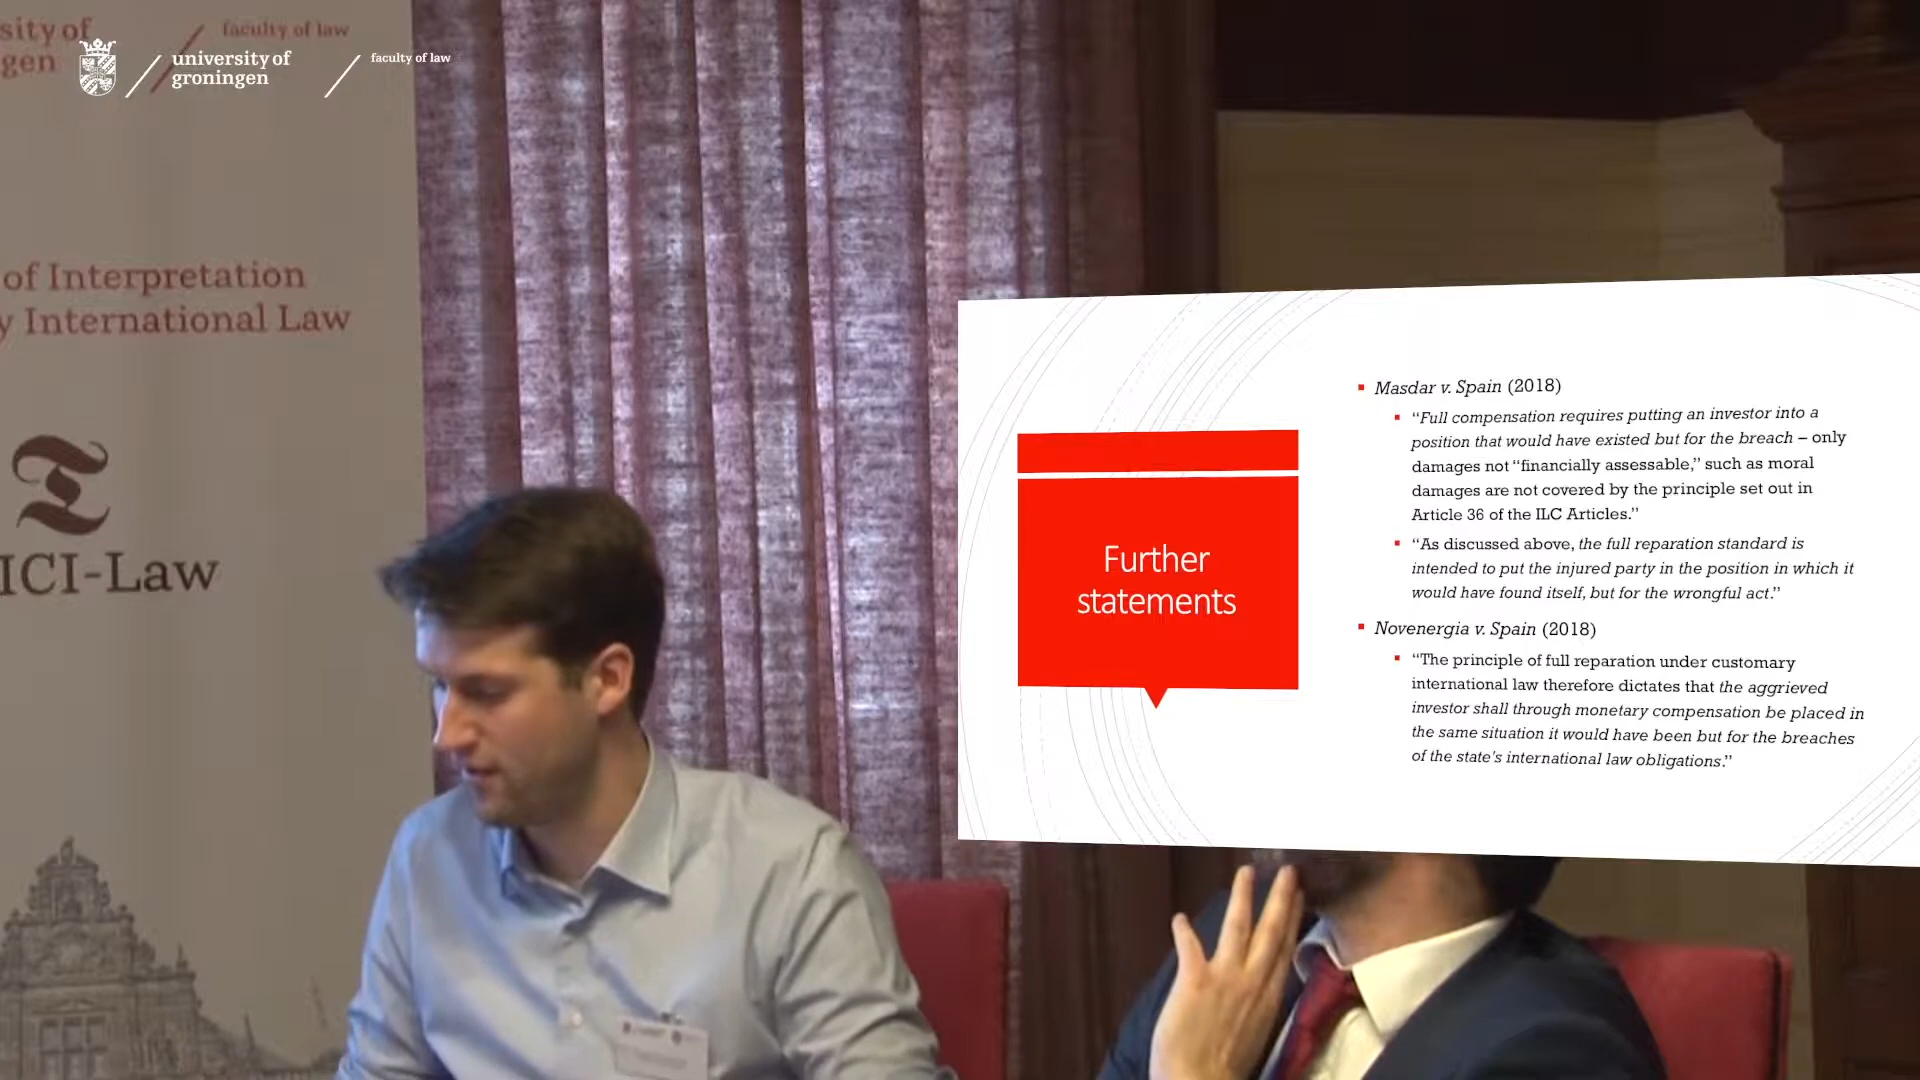 sity of
gen
faculty of law
university of
groningen
faculty of law
of Interpretation
y International Law
ICI-Law
Further
statements
Masdar v. Spain (2018)
“Full compensation requires putting an investor into a
position that would have existed but for the breach – only
damages not “financially assessable,” such as moral
damages are not covered by the principle set out in
Article 36 of the ILC Articles.”
“As discussed above, the full reparation standard is
intended to put the injured party in the position in which it
would have found itself, but for the wrongful act.”
Novenergia v. Spain (2018)
“The principle of full reparation under customary
international law therefore dictates that the aggrieved
investor shall through monetary compensation be placed in
the same situation it would have been but for the breaches
of the state's international law obligations.”